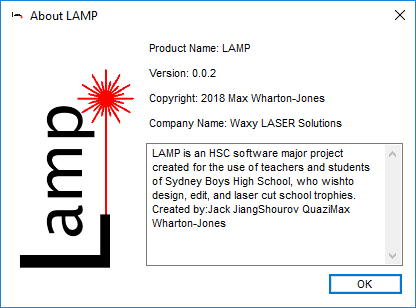 About LAMP
Lamp
Product Name: LAMP
Version: 0.0.2
Copyright: 2018 Max Wharton-Jones
Company Name: Waxy LASER Solutions
LAMP is an HSC software major project
created for the use of teachers and students
of Sydney Boys High School, who wishto
design, edit, and laser cut school trophies.
Created by:Jack JiangShourov QuaziMax
Wharton-Jones
OK